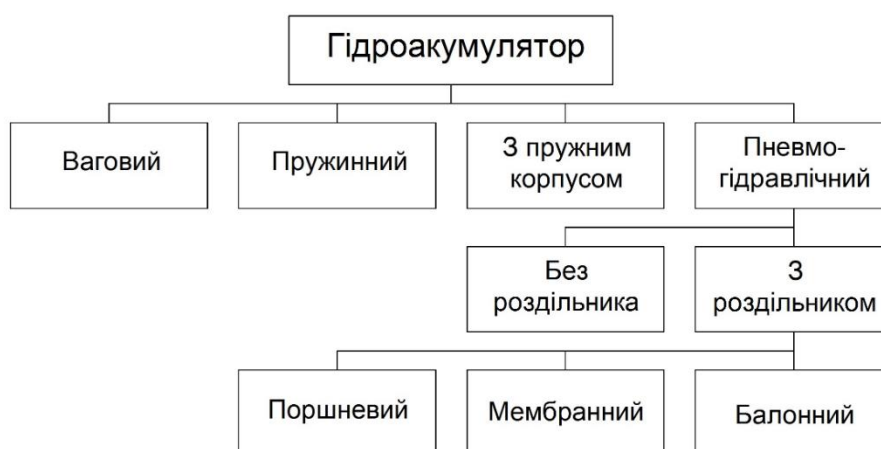 Гідроакумулятор
Ваговий
Пружинний
З пружним
корпусом
Пневмо-
гідравлічний
Без
роздільника
З
роздільником
Поршневий
Мембранний
Балонний